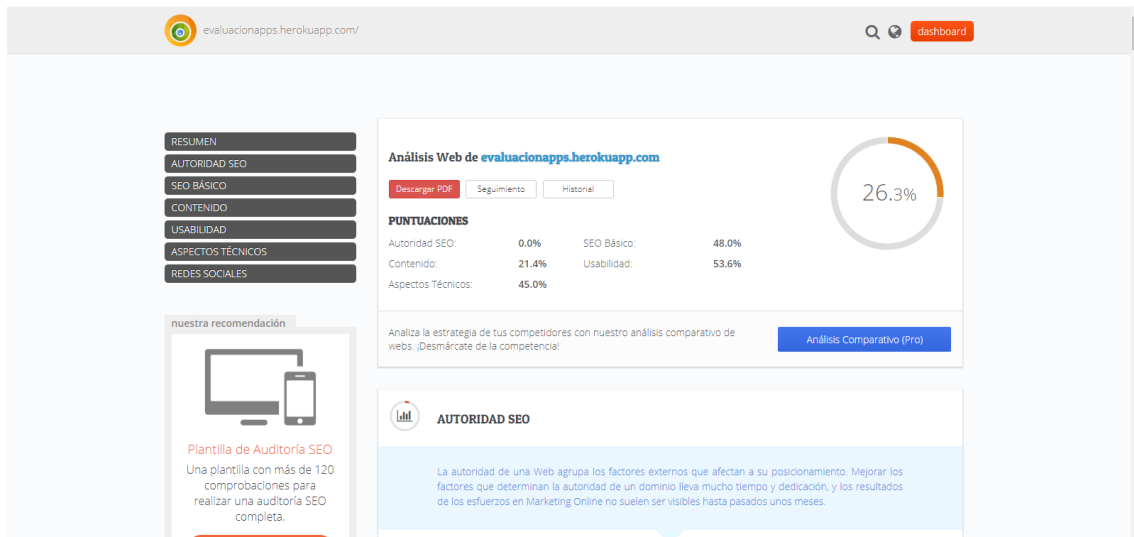 evaluacionapps.herokuapp.com/
dashboard
RESUMEN
AUTORIDAD SEO
SEO BÁSICO
CONTENIDO
USABILIDAD
ASPECTOS TÉCNICOS
REDES SOCIALES
nuestra recomendación
Plantilla de Auditoría SEO
Una plantilla con más de 120
comprobaciones para
realizar una auditoría SEO
completa.
Análisis Web de evaluacionapps.herokuapp.com
Descargar PDF Seguimiento Historial
26.3%
PUNTUACIONES
Autoridad SEO: 0.0% SEO Básico: 48.0%
Contenido: 21.4% Usabilidad: 53.6%
Aspectos Técnicos: 45.0%
Analiza la estrategia de tus competidores con nuestro análisis comparativo de
webs. ¡Desmárcate de la competencia!
Análisis Comparativo (Pro)
AUTORIDAD SEO
La autoridad de una Web agrupa los factores externos que afectan a su posicionamiento. Mejorar los
factores que determinan la autoridad de un dominio lleva mucho tiempo y dedicación, y los resultados
de los esfuerzos en Marketing Online no suelen ser visibles hasta pasados unos meses.